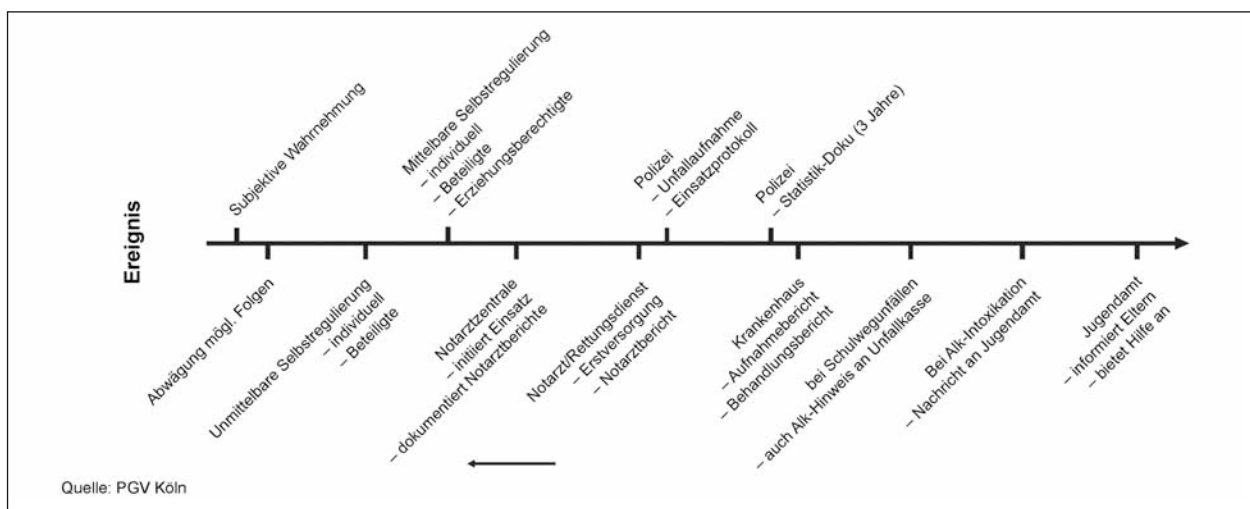 Ereignis
Subjektive Wahrnehmung
Mittelbare Selbstregulierung
– individuell
– Beteiligte
– Erziehungsberechtigte
Polizei
– Unfallaufnahme
– Einsatzprotokoll
Polizei
– Statistik-Doku (3 Jahre)
Abwägung mögl. Folgen
Unmittelbare Selbstregulierung
– individuell
– Beteiligte
Notarztzentrale
– initiiert Einsatz
– dokumentiert Notarztberichte
Notarzt/Rettungsdienst
– Erstversorgung
– Notarztbericht
Krankenhaus
– Aufnahmebericht
– Behandlungsbericht
bei Schulwegunfällen
– auch Alk-Hinweis an Unfallkasse
Bei Alk-Intoxikation
– Nachricht an Jugendamt
Jugendamt
– informiert Eltern
– bietet Hilfe an
Quelle: PGV Köln